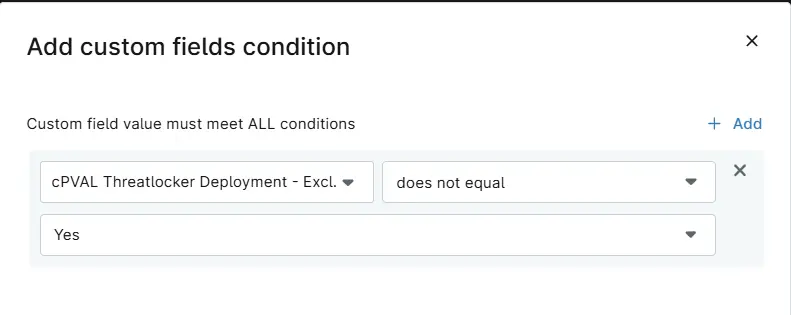 Add custom fields condition
Custom field value must meet ALL conditions
+ Add
cPVAL Threatlocker Deployment - Excl.
does not equal
Yes